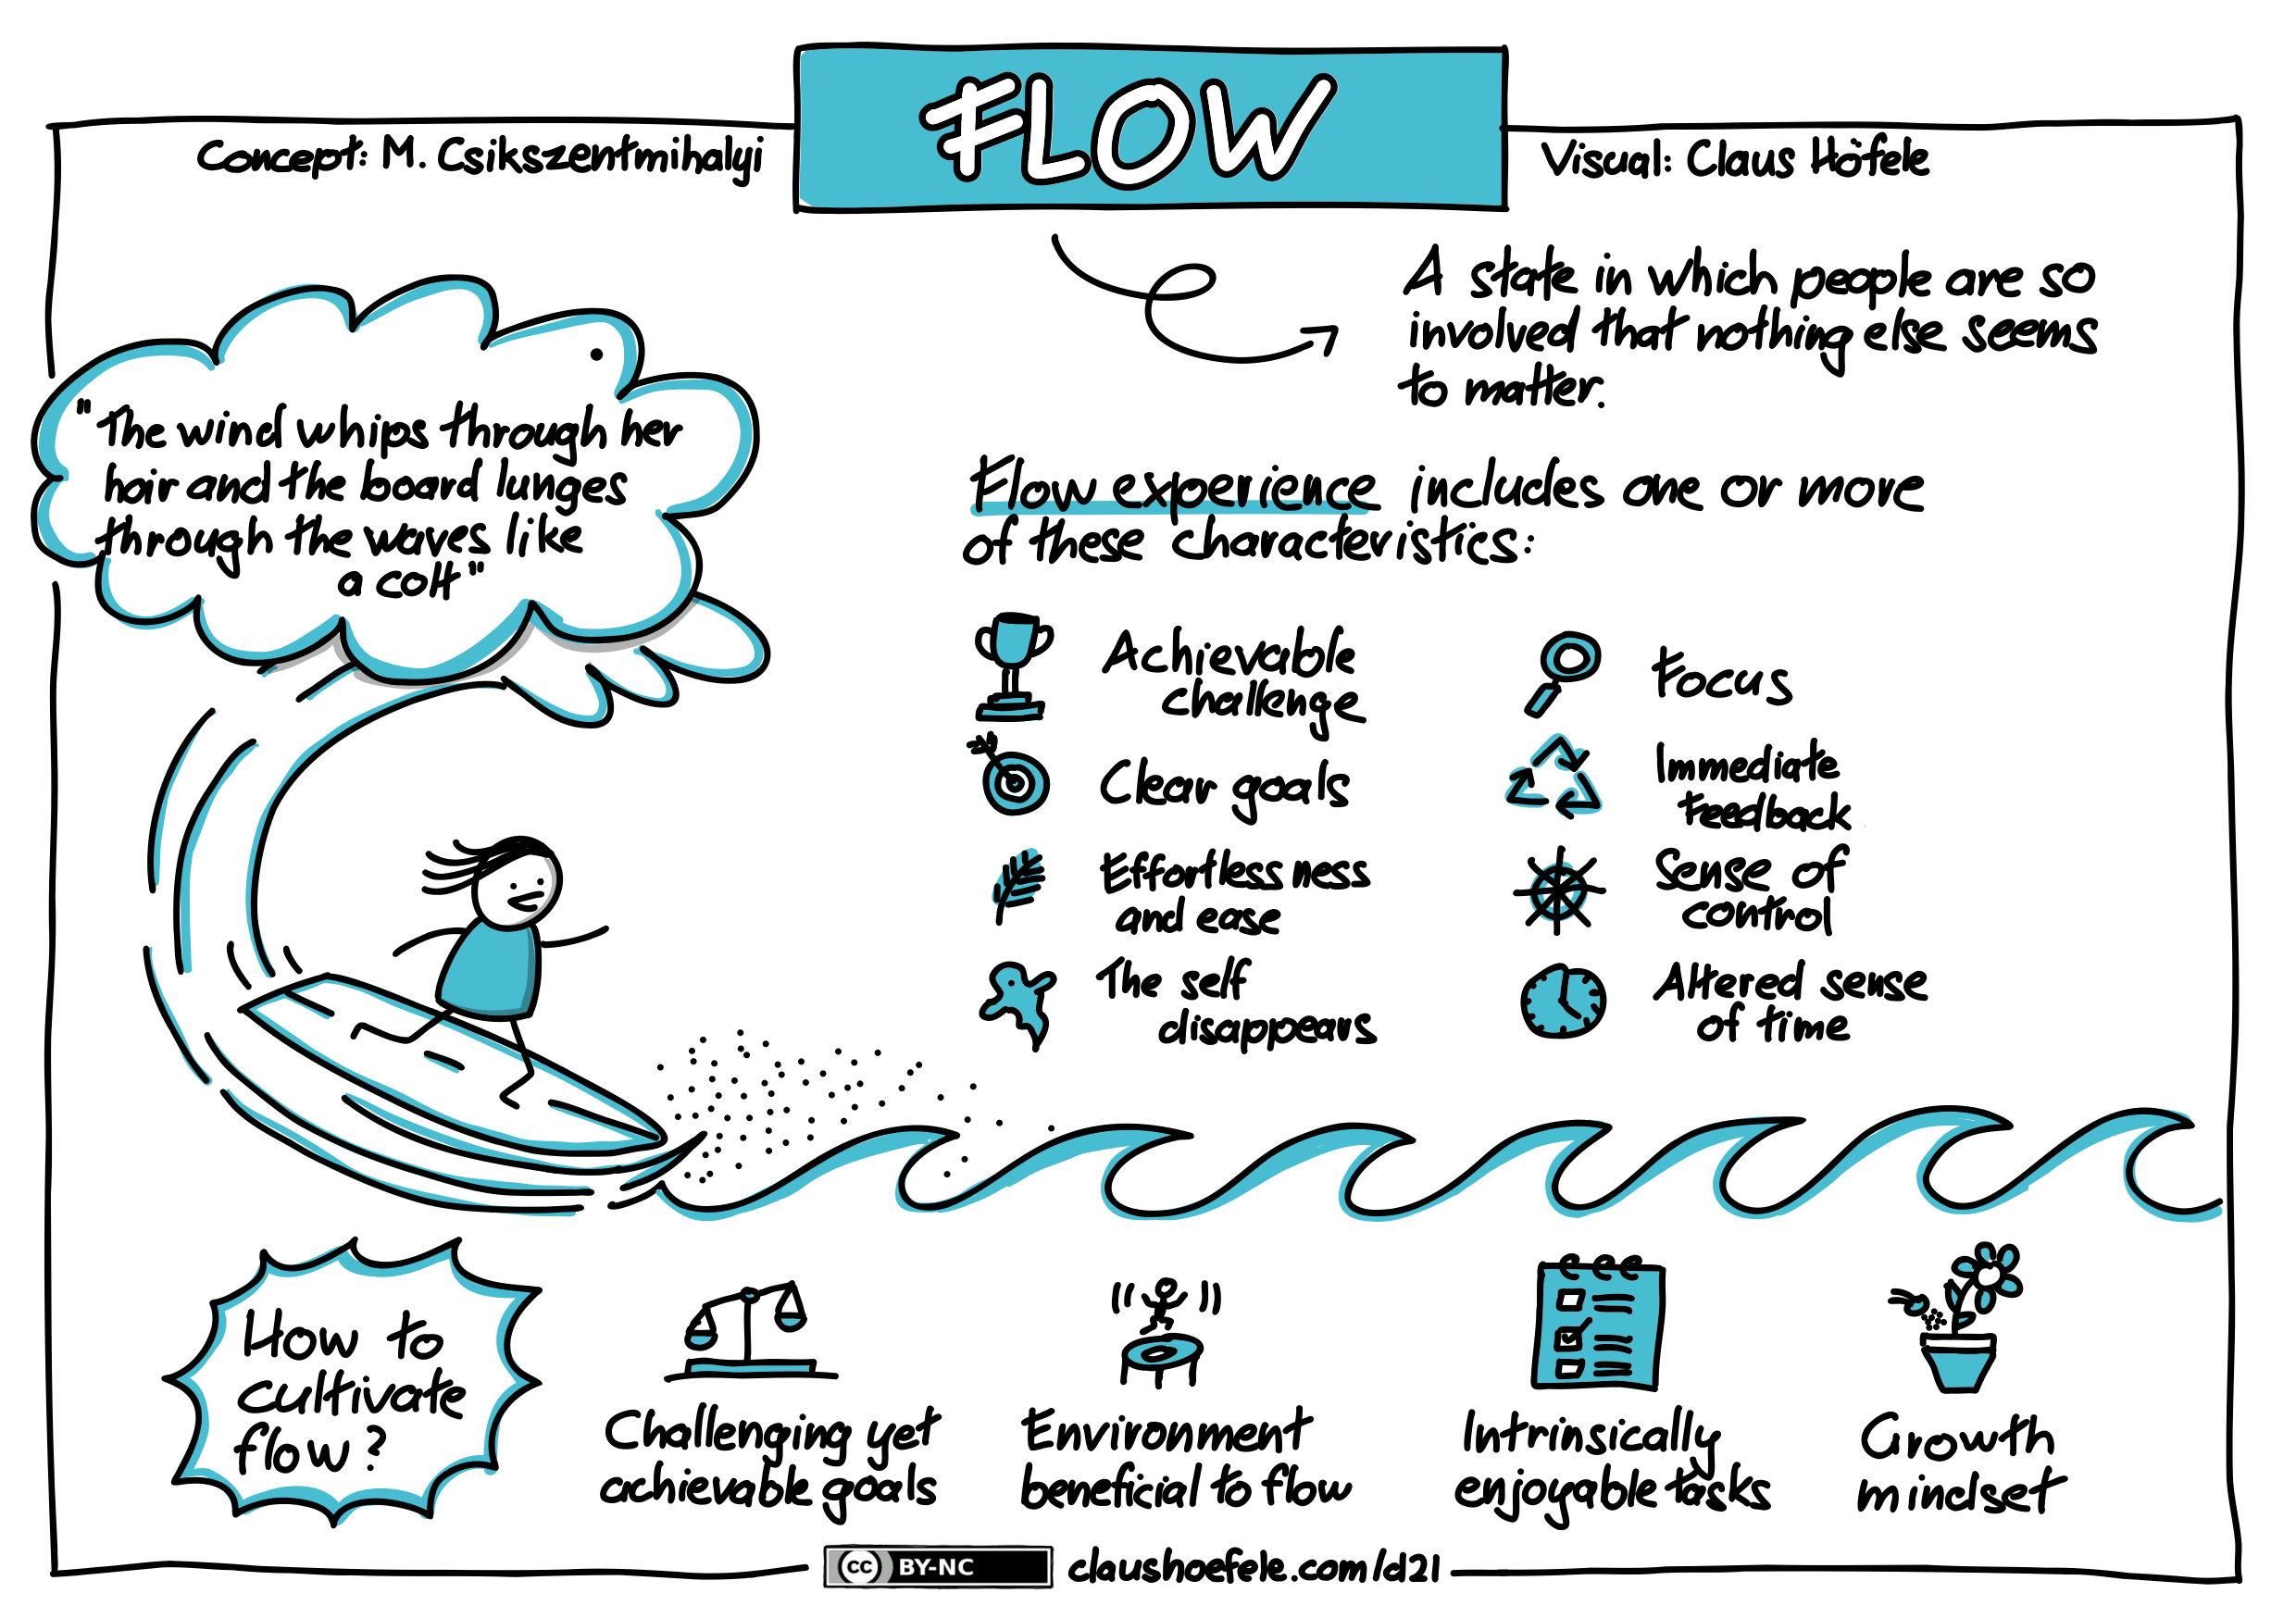 FLOW
Concept: M. Csikszentmihalyi
Visual: Claus Höfele
A state in which people are so
involved that nothing else seems
to matter.
"The wind whips through her
hair and the board lunges
through the waves like
a colt"
Flow experience includes one or more
of these characteristics:
Achievable
challenge
Focus
Clear goals
Immediate
feedback
Effortlessness
and ease
Sense of
control
The self
disappears
Altered sense
of time
How to
cultivate
flow?
Challenging yet
achievable goals
Environment
beneficial to flow
Intrinsically
enjoyable tasks
Growth
mindset
cc BY-NC
claushoefele.com/d21